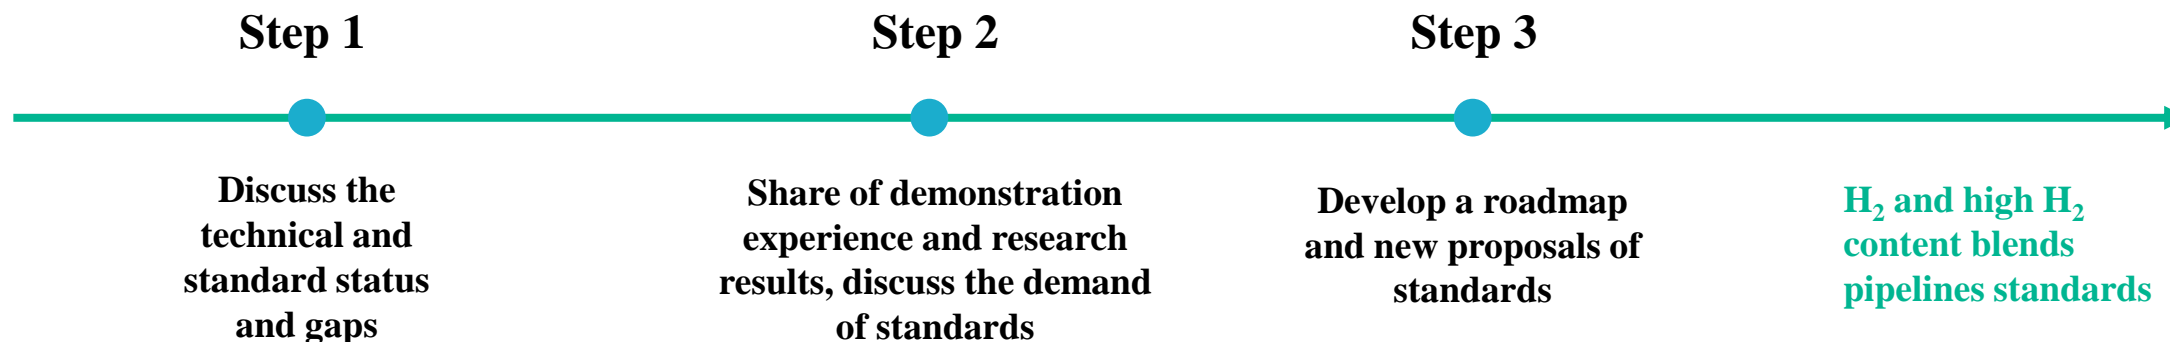 Step 1
Discuss the
technical and
standard status
and gaps
Step 2
Share of demonstration
experience and research
results, discuss the demand
of standards
Step 3
Develop a roadmap
and new proposals of
standards
H₂ and high H₂
content blends
pipelines standards